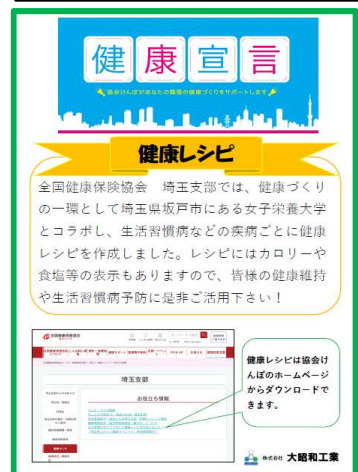 健康宣言
協会けんぽがあなたの職場の健康づくりをサポートします
健康レシピ
全国健康保険協会　埼玉支部では、健康づくり
の一環として埼玉県坂戸市にある女子栄養大学
とコラボし、生活習慣病などの疾病ごとに健康
レシピを作成しました。レシピにはカロリーや
食塩等の表示もありますので、皆様の健康維持
や生活習慣病予防に是非ご活用下さい！
埼玉支部
お役立ち情報
健康レシピは協会け
んぽのホームページ
からダウンロードで
きます。
株式会社 大昭和工業